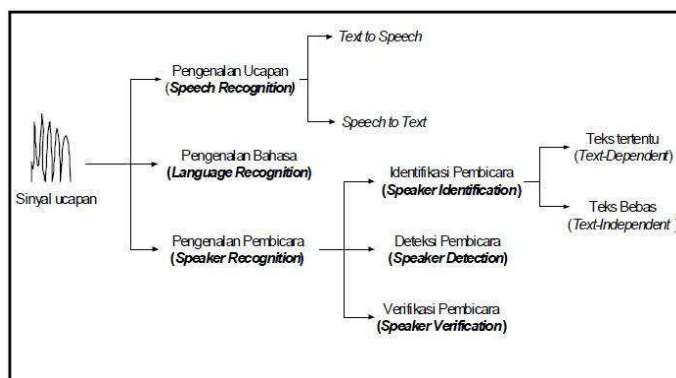 Sinyal ucapan
Pengenalan Ucapan
(Speech Recognition)
Text to Speech
Speech to Text
Pengenalan Bahasa
(Language Recognition)
Pengenalan Pembicara
(Speaker Recognition)
Identifikasi Pembicara
(Speaker Identification)
Teks tertentu
(Text-Dependent)
Teks Bebas
(Text-Independent )
Deteksi Pembicara
(Speaker Detection)
Verifikasi Pembicara
(Speaker Verification)